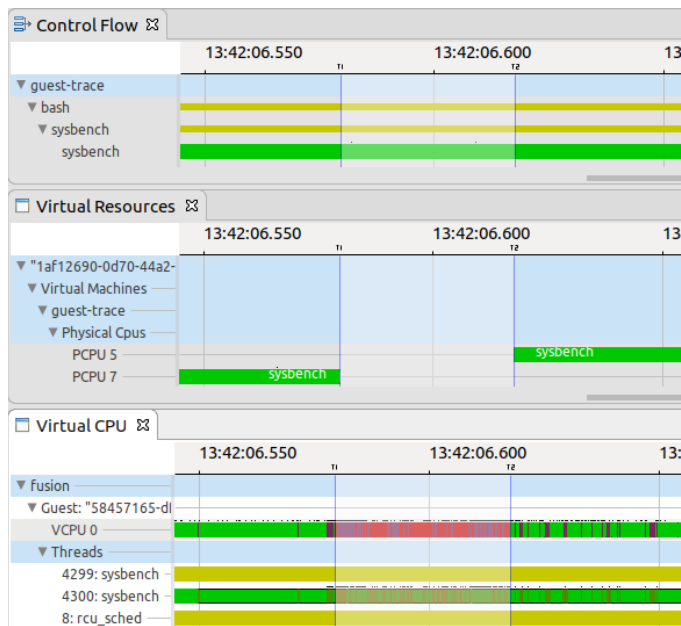 Control Flow
13:42:06.550 13:42:06.600 13
T1 T2
guest-trace
bash
sysbench
sysbench
Virtual Resources
13:42:06.550 13:42:06.600 13
T1 T2
"1af12690-0d70-44a2-
Virtual Machines
guest-trace
Physical Cpus
PCPU 5 sysbench
PCPU 7 sysbench
Virtual CPU
13:42:06.550 13:42:06.600 13:
T1 T2
fusion
Guest: "58457165-d
VCPU 0
Threads
4299: sysbench
4300: sysbench
8: rcu_sched